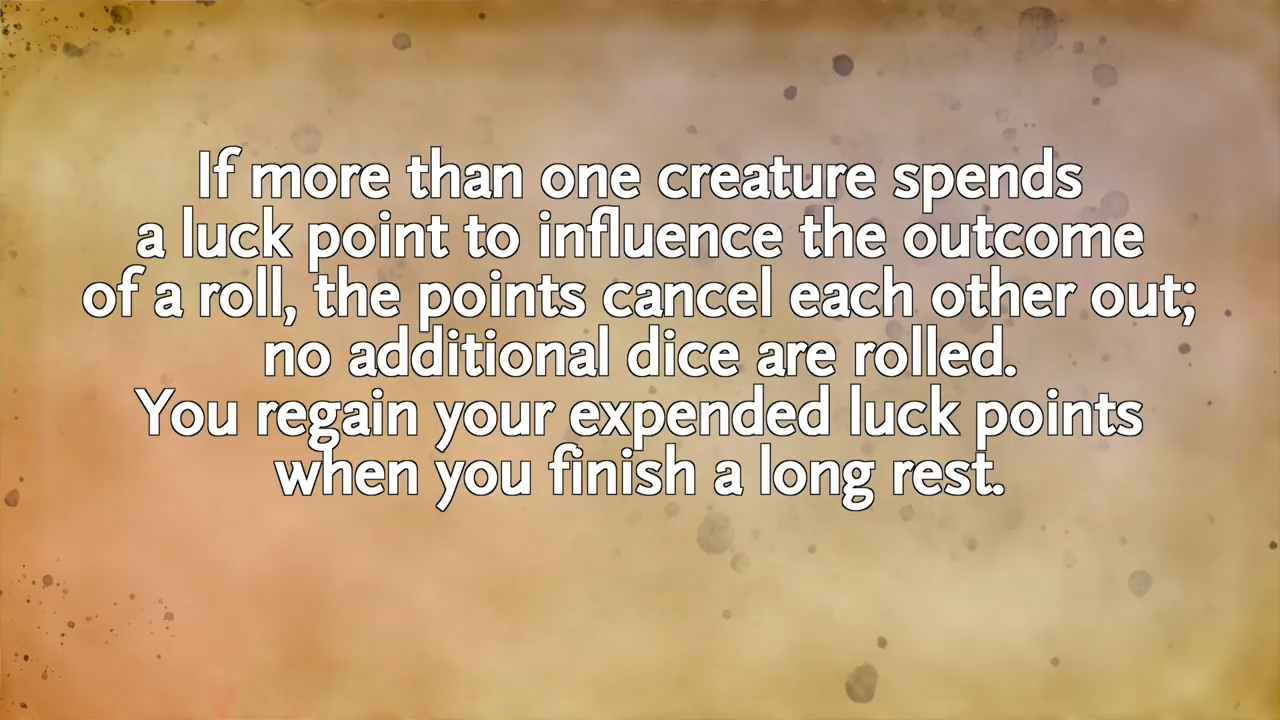 If more than one creature spends
a luck point to influence the outcome
of a roll, the points cancel each other out;
no additional dice are rolled.
You regain your expended luck points
when you finish a long rest.